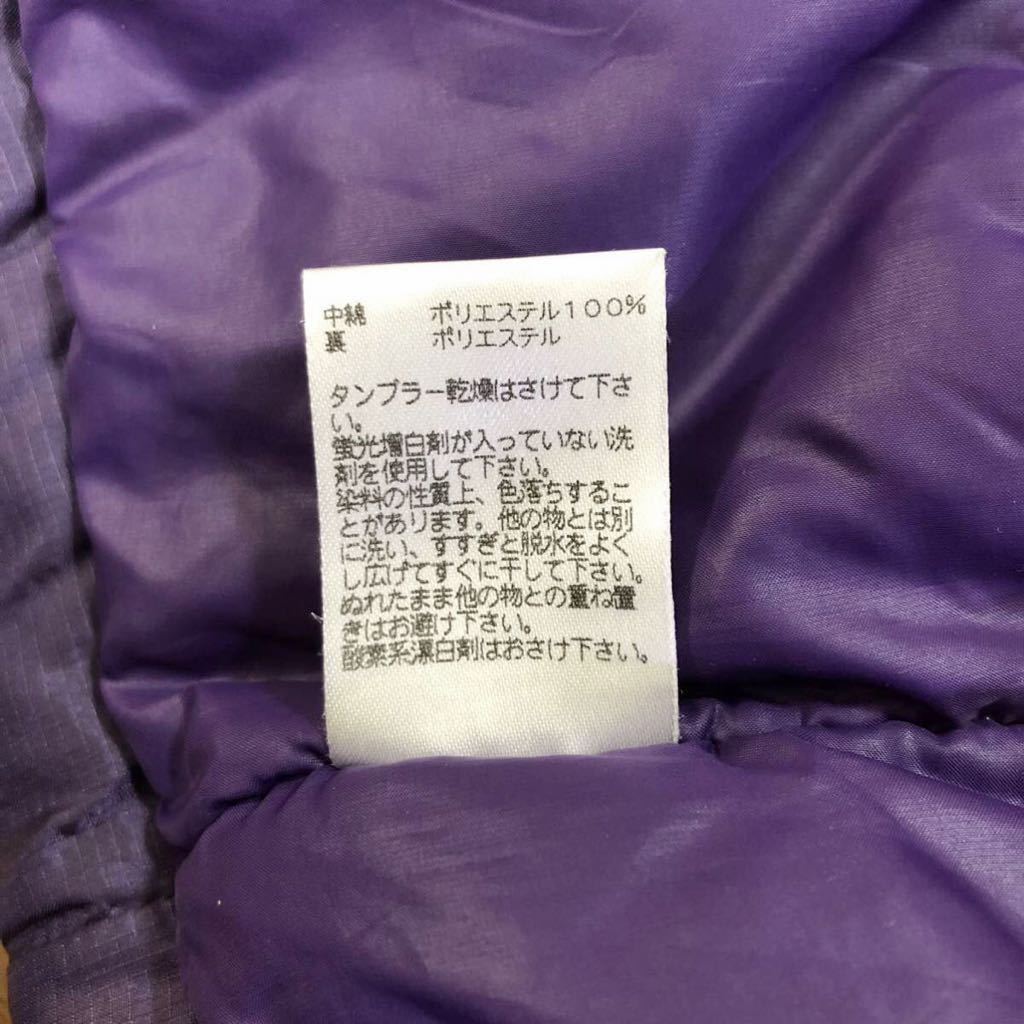 中綿 ポリエステル100%
裏 ポリエステル
タンブラー乾燥はさけて下さ
い。
蛍光増白剤が入っていない洗
剤を使用して下さい。
染料の性質上、色落ちするこ
とがあります。他の物とは別
に洗い、すすぎと脱水をよく
し広げてすぐに干して下さい。
ぬれたまま他の物との重ね置
きはお避け下さい。
酸素系漂白剤はおさけ下さい。